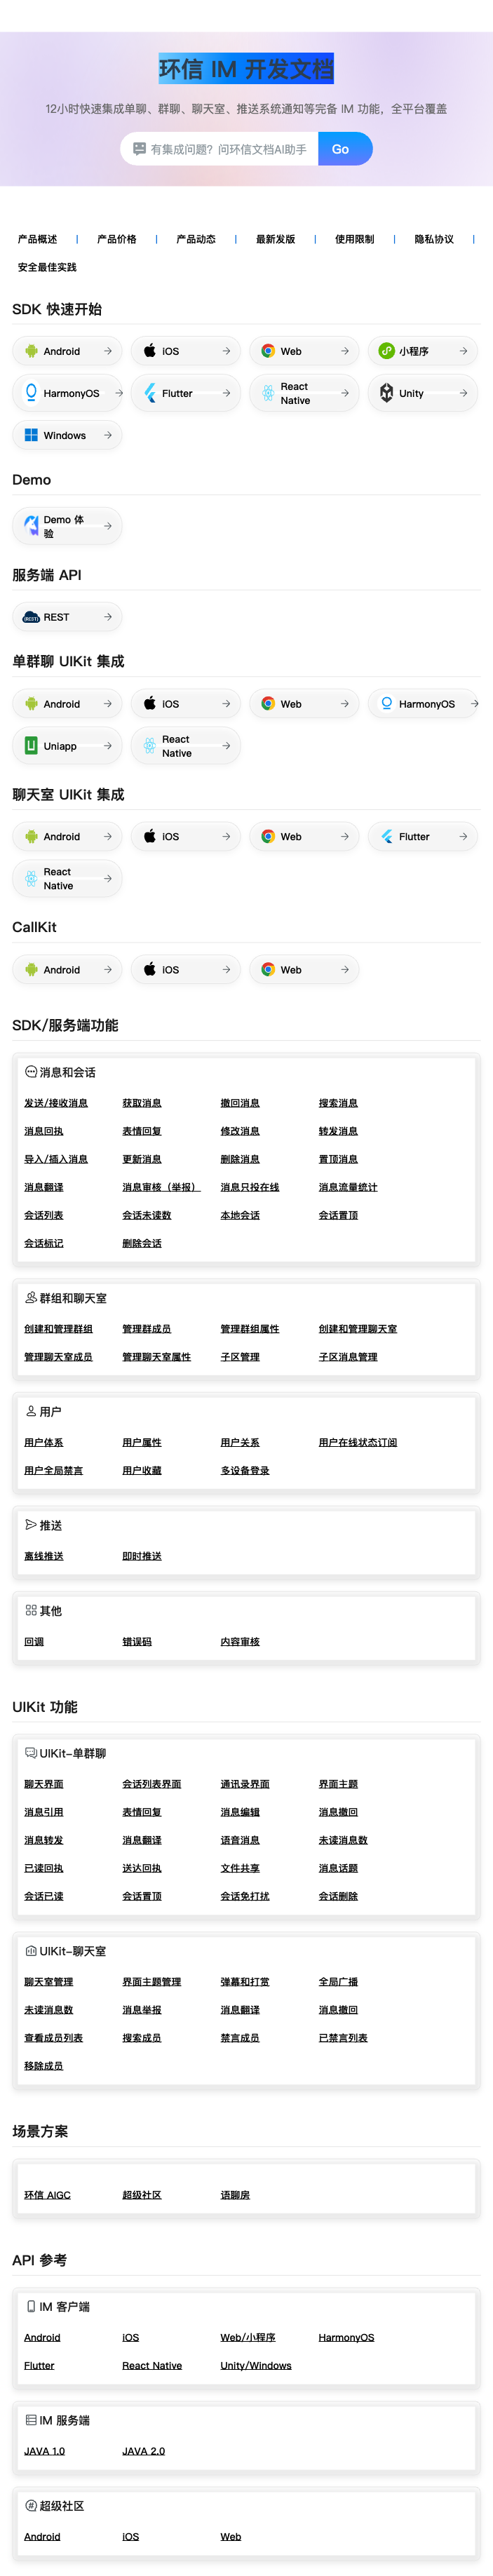 环信 IM 开发文档
12小时快速集成单聊、群聊、聊天室、推送系统通知等完备 IM 功能，全平台覆盖
有集成问题？问环信文档AI助手 Go
产品概述 | 产品价格 | 产品动态 | 最新发版 | 使用限制 | 隐私协议 |
安全最佳实践
SDK 快速开始
Android → iOS → Web → 小程序 →
HarmonyOS → Flutter → React Native → Unity →
Windows →
Demo
Demo 体验 →
服务端 API
REST →
单群聊 UIKit 集成
Android → iOS → Web → HarmonyOS →
Uniapp → React Native →
聊天室 UIKit 集成
Android → iOS → Web → Flutter →
React Native →
CallKit
Android → iOS → Web →
SDK/服务端功能
消息和会话
发送/接收消息 获取消息 撤回消息 搜索消息
消息回执 表情回复 修改消息 转发消息
导入/插入消息 更新消息 删除消息 置顶消息
消息翻译 消息审核（举报） 消息只投在线 消息流量统计
会话列表 会话未读数 本地会话 会话置顶
会话标记 删除会话
群组和聊天室
创建和管理群组 管理群成员 管理群组属性 创建和管理聊天室
管理聊天室成员 管理聊天室属性 子区管理 子区消息管理
用户
用户体系 用户属性 用户关系 用户在线状态订阅
用户全局禁言 用户收藏 多设备登录
推送
离线推送 即时推送
其他
回调 错误码 内容审核
UIKit 功能
UIKit-单群聊
聊天界面 会话列表界面 通讯录界面 界面主题
消息引用 表情回复 消息编辑 消息撤回
消息转发 消息翻译 语音消息 未读消息数
已读回执 送达回执 文件共享 消息话题
会话已读 会话置顶 会话免打扰 会话删除
UIKit-聊天室
聊天室管理 界面主题管理 弹幕和打赏 全局广播
未读消息数 消息举报 消息翻译 消息撤回
查看成员列表 搜索成员 禁言成员 已禁言列表
移除成员
场景方案
环信 AIGC 超级社区 语聊房
API 参考
IM 客户端
Android iOS Web/小程序 HarmonyOS
Flutter React Native Unity/Windows
IM 服务端
JAVA 1.0 JAVA 2.0
超级社区
Android iOS Web